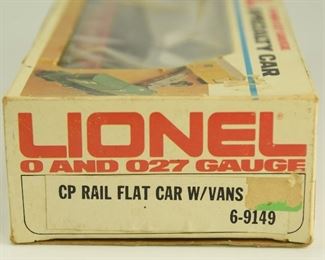 SPECIALTY CAR
LIONEL
O AND O27 GAUGE
CP RAIL FLAT CAR W/VANS
6-9149